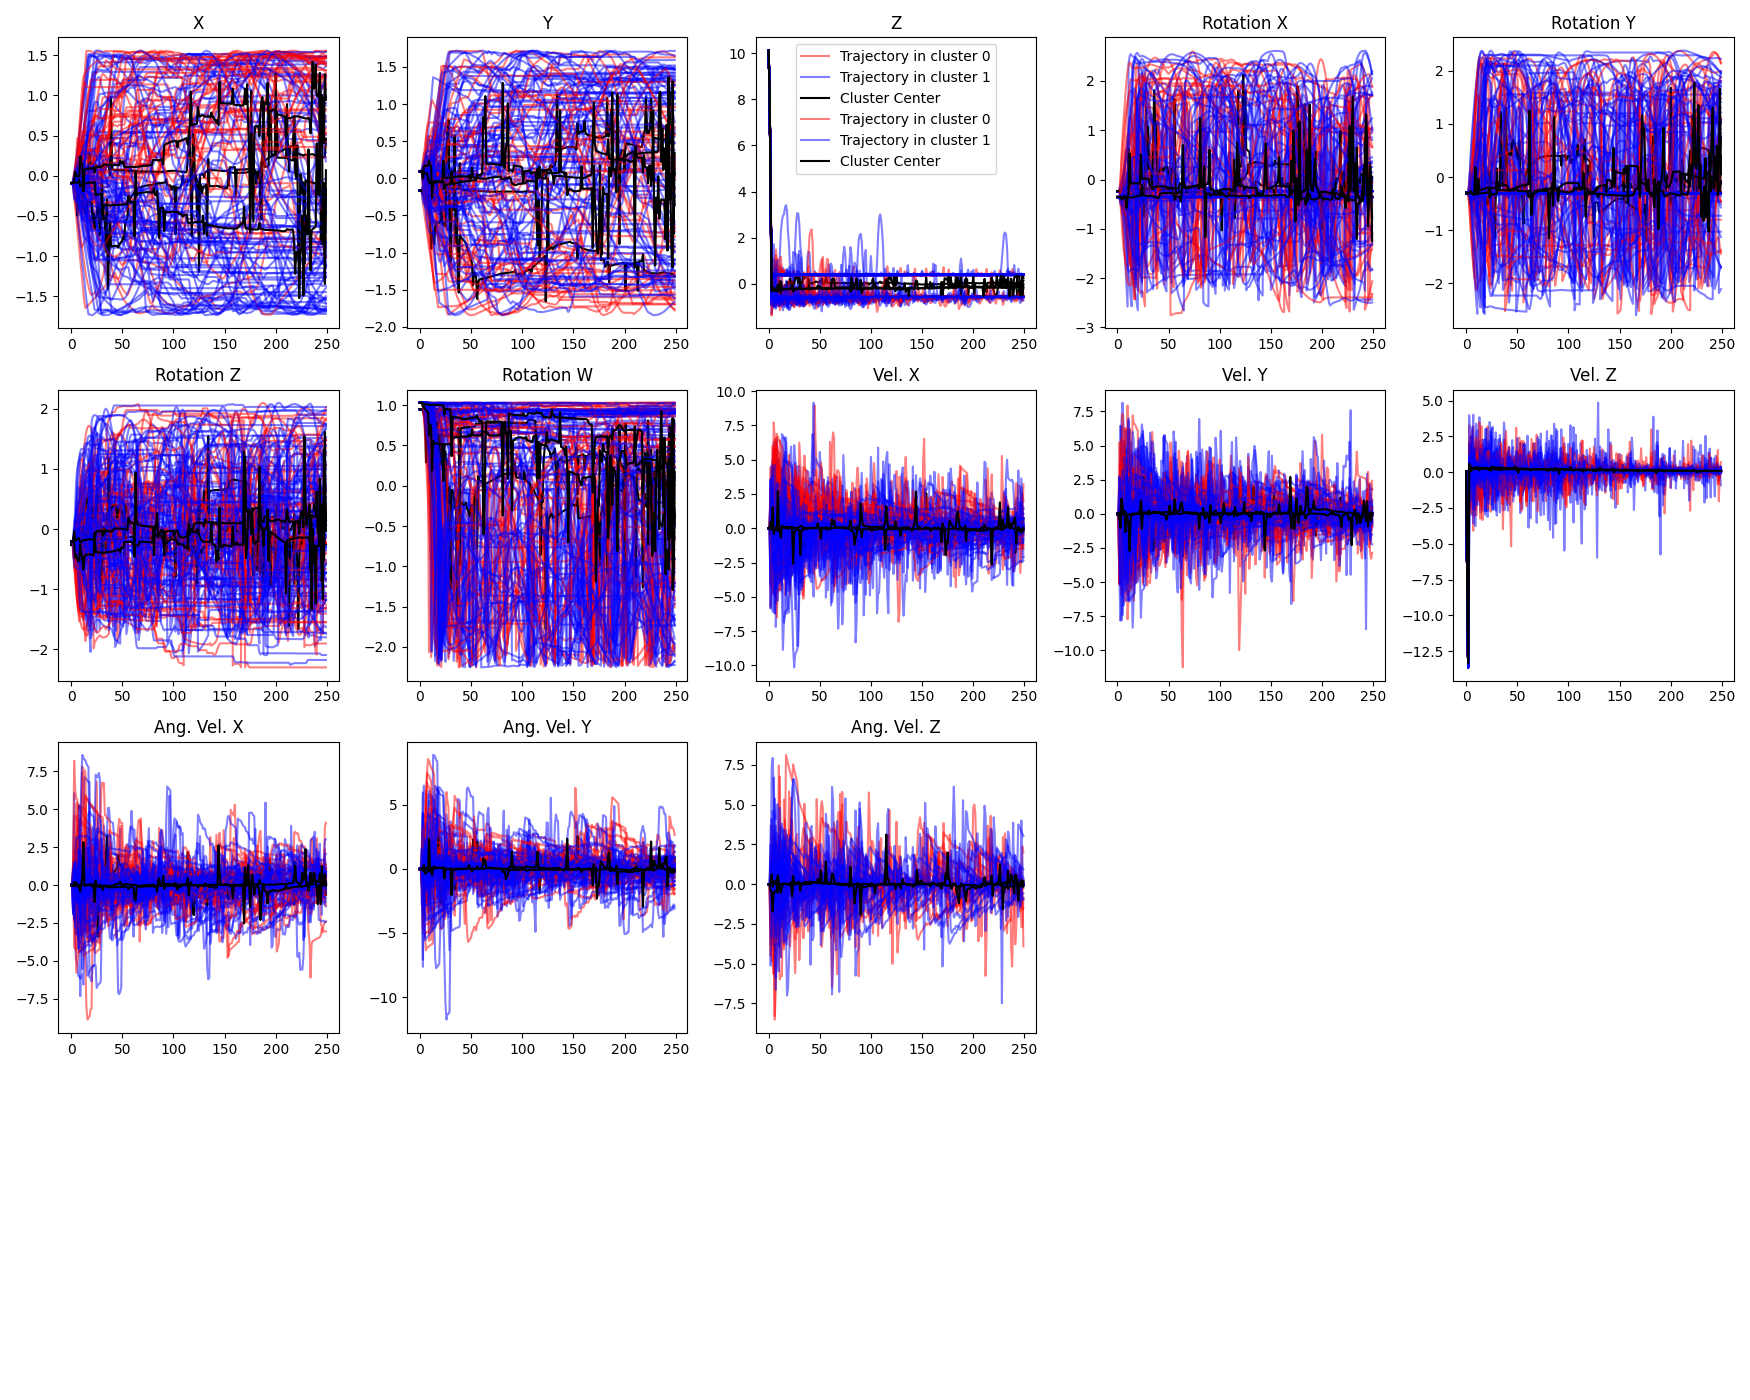 X
1.5
1.0
0.5
0.0
−0.5
−1.0
−1.5
0 50 100 150 200 250
Y
1.5
1.0
0.5
0.0
−0.5
−1.0
−1.5
−2.0
0 50 100 150 200 250
Z
10
8
6
4
2
0
Trajectory in cluster 0
Trajectory in cluster 1
Cluster Center
Trajectory in cluster 0
Trajectory in cluster 1
Cluster Center
0 50 100 150 200 250
Rotation X
2
1
0
−1
−2
−3
0 50 100 150 200 250
Rotation Y
2
1
0
−1
−2
0 50 100 150 200 250
Rotation Z
2
1
0
−1
−2
0 50 100 150 200 250
Rotation W
1.0
0.5
0.0
−0.5
−1.0
−1.5
−2.0
0 50 100 150 200 250
Vel. X
10.0
7.5
5.0
2.5
0.0
−2.5
−5.0
−7.5
−10.0
0 50 100 150 200 250
Vel. Y
7.5
5.0
2.5
0.0
−2.5
−5.0
−7.5
−10.0
0 50 100 150 200 250
Vel. Z
5.0
2.5
0.0
−2.5
−5.0
−7.5
−10.0
−12.5
0 50 100 150 200 250
Ang. Vel. X
7.5
5.0
2.5
0.0
−2.5
−5.0
−7.5
0 50 100 150 200 250
Ang. Vel. Y
5
0
−5
−10
0 50 100 150 200 250
Ang. Vel. Z
7.5
5.0
2.5
0.0
−2.5
−5.0
−7.5
0 50 100 150 200 250